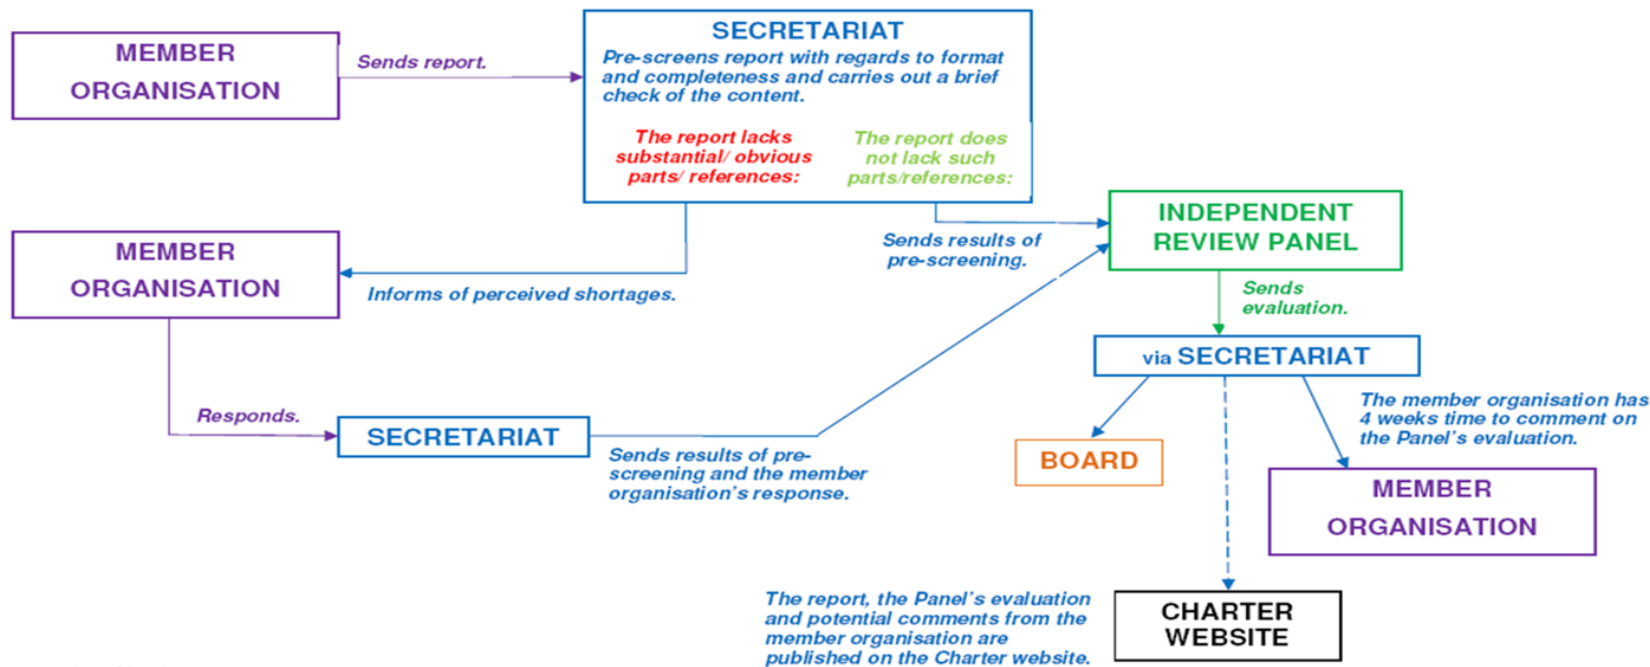 MEMBER
ORGANISATION
Sends report.
SECRETARIAT
Pre-screens report with regards to format
and completeness and carries out a brief
check of the content.
The report lacks
substantial/ obvious
parts/ references:
The report does
not lack such
parts/references:
INDEPENDENT
REVIEW PANEL
Sends results of
pre-screening.
MEMBER
ORGANISATION
Informs of perceived shortages.
Sends
evaluation.
via SECRETARIAT
Responds.
SECRETARIAT
Sends results of pre-
screening and the member
organisation's response.
The member organisation has
4 weeks time to comment on
the Panel's evaluation.
BOARD
MEMBER
ORGANISATION
The report, the Panel's evaluation
and potential comments from the
member organisation are
published on the Charter website.
CHARTER
WEBSITE